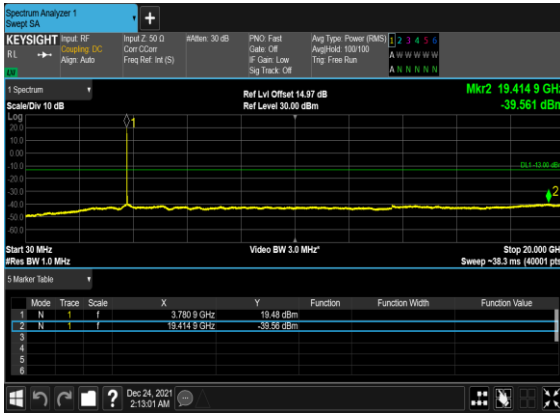 Spectrum Analyzer 1
Swept SA
+
KEYSIGHT Input: RF Input Z: 50 Ω #Atten: 30 dB PNO: Fast Avg Type: Power (RMS) 1 2 3 4 5 6
RL Coupling: DC Corr CCorr Gate: Off Avg|Hold: 100/100 A W W W W W
Align: Auto Freq Ref: Int (S) IF Gain: Low Trig: Free Run
Sig Track: Off A N N N N N
1 Spectrum Ref Lvl Offset 14.97 dB Mkr2 19.414 9 GHz
Scale/Div 10 dB Ref Level 30.00 dBm -39.561 dBm
Log
20.0
10.0
0.00
-10.0
-20.0
-30.0
-40.0
-50.0
-60.0
1
DL1 -13.00 dBm
2
Start 30 MHz Video BW 3.0 MHz* Stop 20.000 GHz
#Res BW 1.0 MHz Sweep ~38.3 ms (40001 pts)
5 Marker Table
Mode Trace Scale X Y Function Function Width Function Value
1 N 1 f 3.780 9 GHz 19.48 dBm
2 N 1 f 19.414 9 GHz -39.56 dBm
3
4
5
6
? Dec 24, 2021
2:13:01 AM